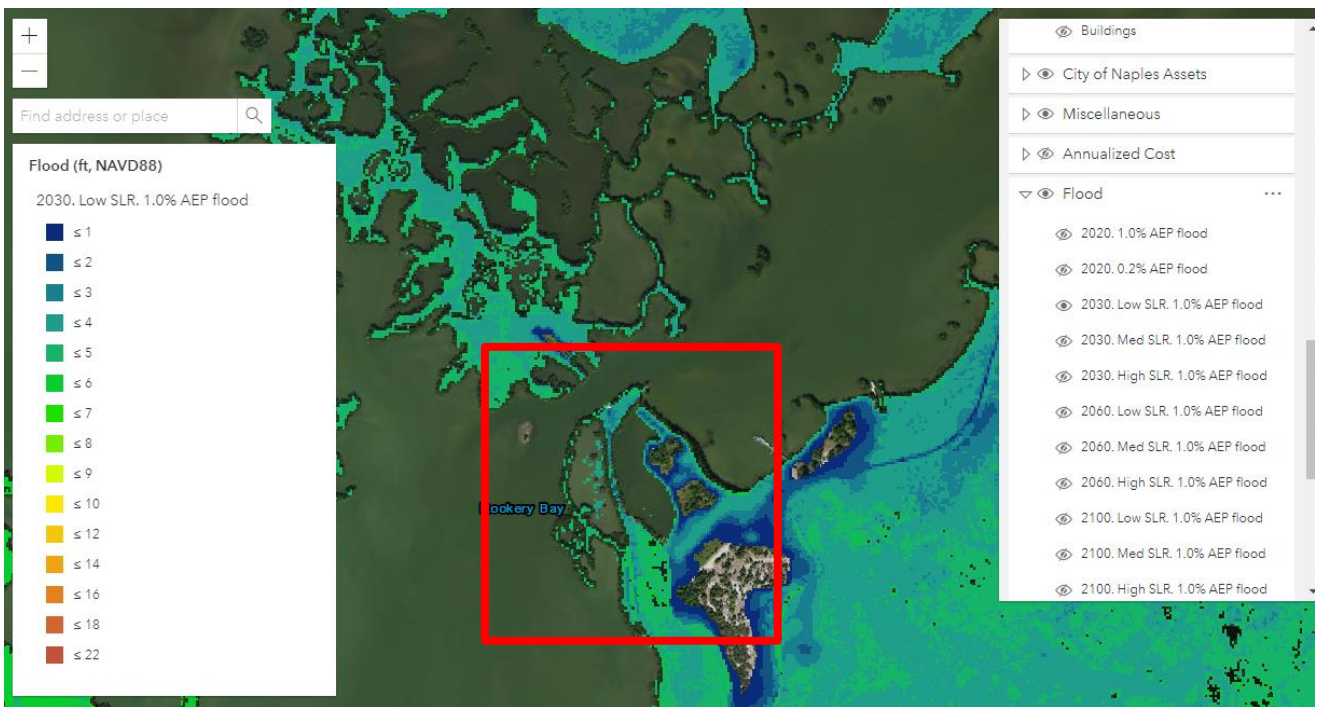 Find address or place
Flood (ft, NAVD88)
2030. Low SLR. 1.0% AEP flood
≤ 1
≤ 2
≤ 3
≤ 4
≤ 5
≤ 6
≤ 7
≤ 8
≤ 9
≤ 10
≤ 12
≤ 14
≤ 16
≤ 18
≤ 22
Rookery Bay
Buildings
City of Naples Assets
Miscellaneous
Annualized Cost
Flood
2020. 1.0% AEP flood
2020. 0.2% AEP flood
2030. Low SLR. 1.0% AEP flood
2030. Med SLR. 1.0% AEP flood
2030. High SLR. 1.0% AEP flood
2060. Low SLR. 1.0% AEP flood
2060. Med SLR. 1.0% AEP flood
2060. High SLR. 1.0% AEP flood
2100. Low SLR. 1.0% AEP flood
2100. Med SLR. 1.0% AEP flood
2100. High SLR. 1.0% AEP flood